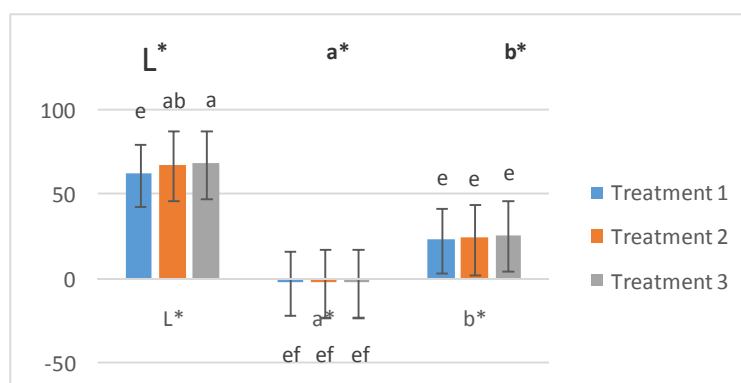 L* a* b*
e ab a
100
e e e
50
Treatment 1
Treatment 2
0
Treatment 3
L* a* b*
ef ef ef
-50